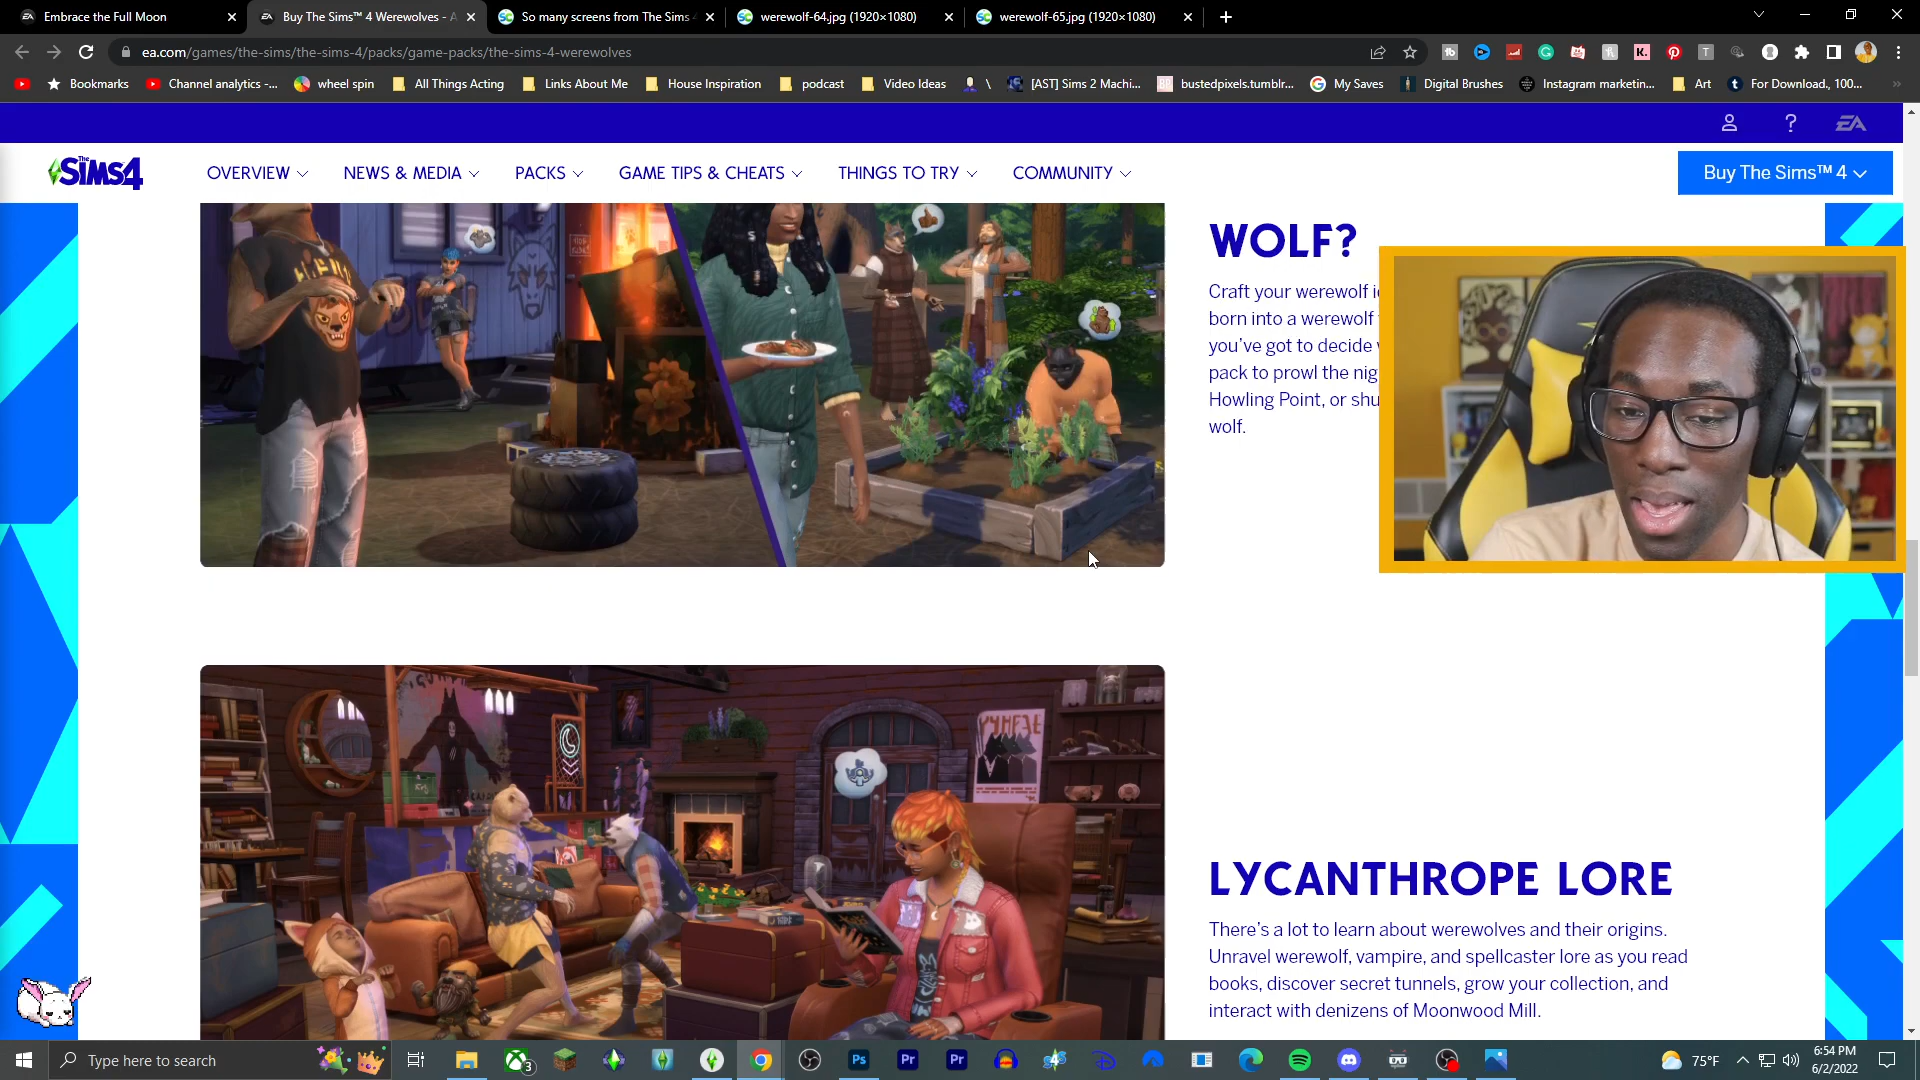 Embrace the Full Moon
Buy The Sims™ 4 Werewolves - A
So many screens from The Sims
werewolf-64.jpg (1920×1080)
werewolf-65.jpg (1920×1080)
ea.com/games/the-sims/the-sims-4/packs/game-packs/the-sims-4-werewolves
Bookmarks
Channel analytics -...
wheel spin
All Things Acting
Links About Me
House Inspiration
podcast
Video Ideas
\
[AST] Sims 2 Machi...
bustedpixels.tumblr...
My Saves
Digital Brushes
Instagram marketin...
Art
For Download., 100...
»
?
EA
The Sims 4
OVERVIEW
NEWS & MEDIA
PACKS
GAME TIPS & CHEATS
THINGS TO TRY
COMMUNITY
Buy The Sims™ 4
WOLF?
Craft your werewolf
born into a werewolf
you've got to decide
pack to prowl the
Howling Point, or
wolf.
LYCANTHROPE LORE
There's a lot to learn about werewolves and their origins.
Unravel werewolf, vampire, and spellcaster lore as you read
books, discover secret tunnels, grow your collection, and
interact with denizens of Moonwood Mill.
Type here to search
3
Ps
Pr
Pr
75°F
6:54 PM
6/2/2022